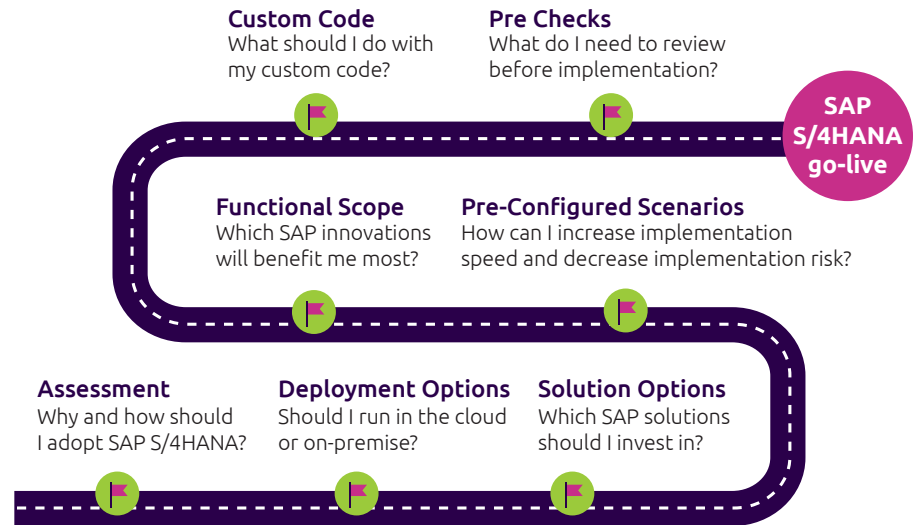 Custom Code
What should I do with
my custom code?
Pre Checks
What do I need to review
before implementation?
SAP
S/4HANA
go-live
Functional Scope
Which SAP innovations
will benefit me most?
Pre-Configured Scenarios
How can I increase implementation
speed and decrease implementation risk?
Assessment
Why and how should
I adopt SAP S/4HANA?
Deployment Options
Should I run in the cloud
or on-premise?
Solution Options
Which SAP solutions
should I invest in?